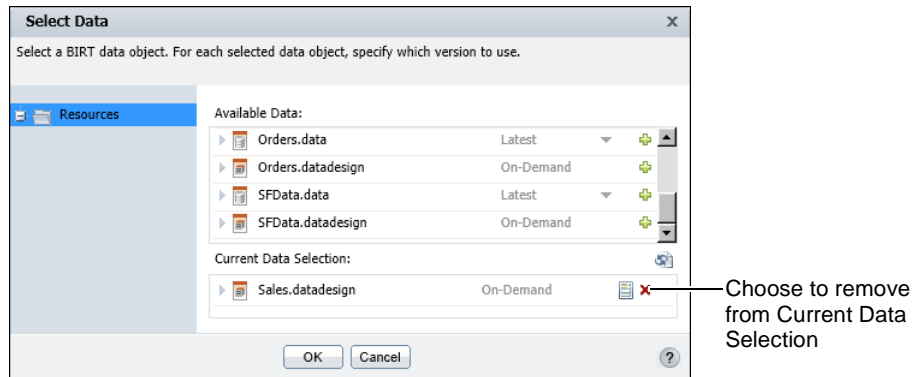 Select Data
x
Select a BIRT data object. For each selected data object, specify which version to use.
Resources
Available Data:
Orders.data Latest
Orders.datadesign On-Demand
SFData.data Latest
SFData.datadesign On-Demand
Current Data Selection:
Sales.datadesign On-Demand
Choose to remove
from Current Data
Selection
OK Cancel ?